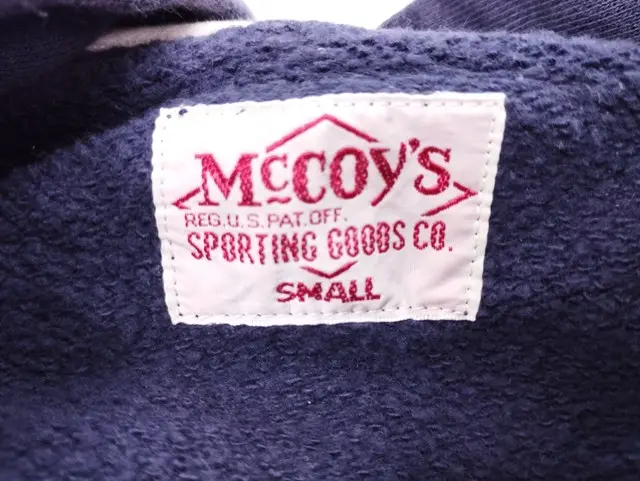 McCOY'S
REG.U.S.PAT.OFF.
SPORTING GOODS CO.
SMALL